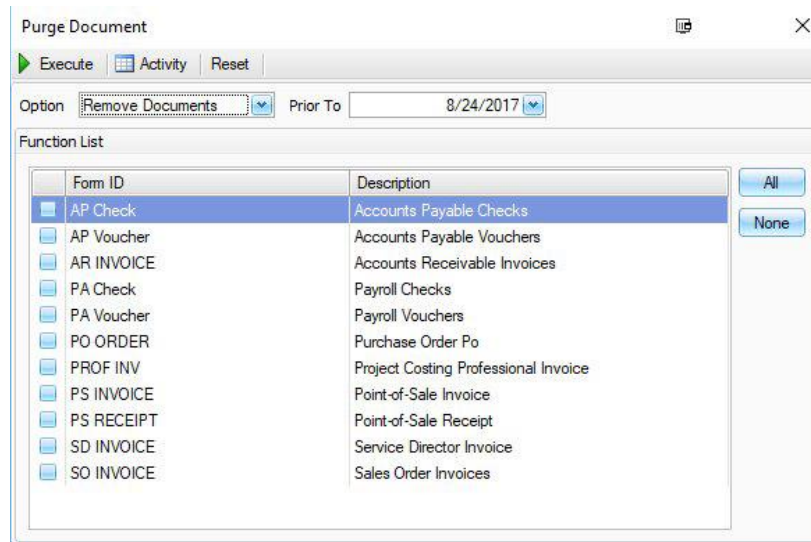 Purge Document
Execute Activity Reset
Option Remove Documents Prior To 8/24/2017
Function List
Form ID Description All
AP Check Accounts Payable Checks
None
AP Voucher Accounts Payable Vouchers
AR INVOICE Accounts Receivable Invoices
PA Check Payroll Checks
PA Voucher Payroll Vouchers
PO ORDER Purchase Order Po
PROF INV Project Costing Professional Invoice
PS INVOICE Point-of-Sale Invoice
PS RECEIPT Point-of-Sale Receipt
SD INVOICE Service Director Invoice
SO INVOICE Sales Order Invoices